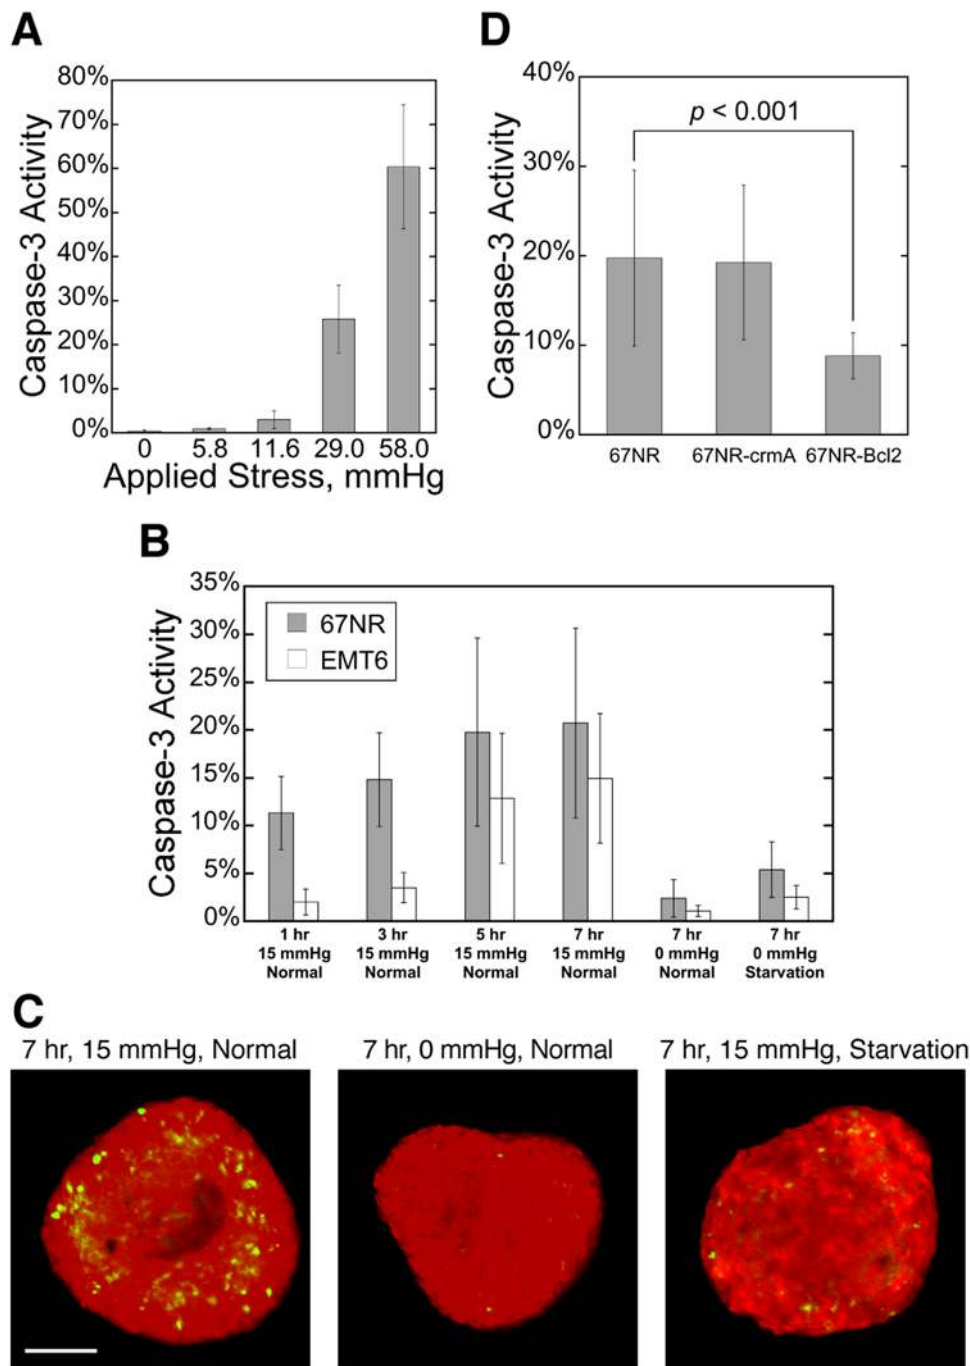 A
Caspase-3 Activity
80%
70%
60%
50%
40%
30%
20%
10%
0%
0 5.8 11.6 29.0 58.0
Applied Stress, mmHg
D
Caspase-3 Activity
40%
30%
20%
10%
0%
p < 0.001
67NR 67NR-crmA 67NR-Bcl2
B
Caspase-3 Activity
35%
30%
25%
20%
15%
10%
5%
0%
67NR
EMT6
1 hr 3 hr 5 hr 7 hr 7 hr 7 hr
15 mmHg 15 mmHg 15 mmHg 15 mmHg 0 mmHg 0 mmHg
Normal Normal Normal Normal Normal Starvation
C
7 hr, 15 mmHg, Normal 7 hr, 0 mmHg, Normal 7 hr, 15 mmHg, Starvation